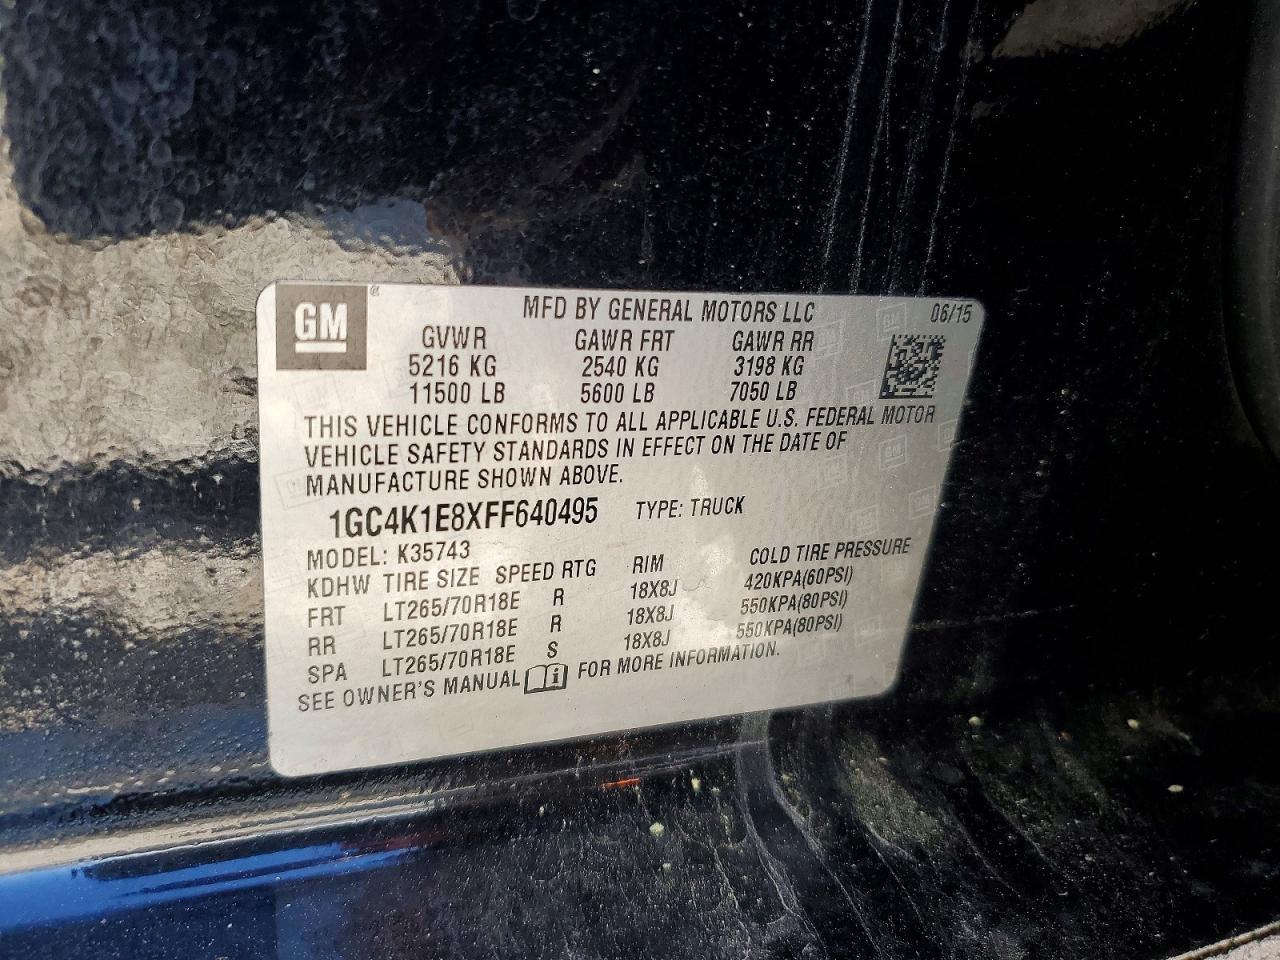 GM
MFD BY GENERAL MOTORS LLC 06/15
GVWR GAWR FRT GAWR RR
5216 KG 2540 KG 3198 KG
11500 LB 5600 LB 7050 LB
THIS VEHICLE CONFORMS TO ALL APPLICABLE U.S. FEDERAL MOTOR
VEHICLE SAFETY STANDARDS IN EFFECT ON THE DATE OF
MANUFACTURE SHOWN ABOVE.
1GC4K1E8XFF640495 TYPE: TRUCK
MODEL: K35743
KDHW TIRE SIZE SPEED RTG RIM COLD TIRE PRESSURE
FRT LT265/70R18E R 18X8J 420KPA(60PSI)
RR LT265/70R18E R 18X8J 550KPA(80PSI)
SPA LT265/70R18E S 18X8J 550KPA(80PSI)
SEE OWNER'S MANUAL FOR MORE INFORMATION.